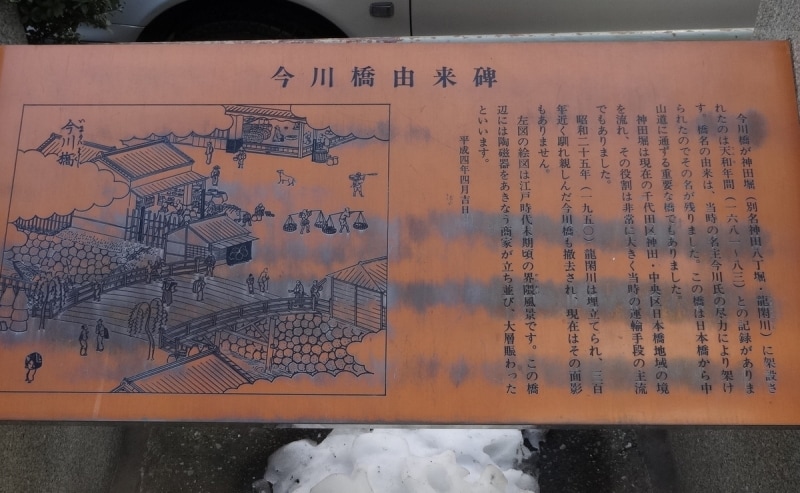 今川橋由来碑
今川橋が神田堀(別名神田八丁堀・龍閑川)に架設さ
れたのは天和年間(一六八一〜八三)との記録がありま
す。橋名の由来は、当時の名主今川氏の尽力により架け
られたのでその名が残りました。この橋は日本橋から中
山道に通ずる重要な橋でもありました。
神田堀は現在の千代田区神田・中央区日本橋地域の境
を流れ、その役割は非常に大きく当時の運輸手段の主流
でもありました。
昭和二十五年(一九五〇)龍閑川は埋立てられ、三百
年近く馴れ親しんだ今川橋も撤去され、現在はその面影
もありません。
左図の絵図は江戸時代末期頃の界隈風景です。この橋
辺には陶磁器をあきなう商家が立ち並び、大層賑わった
といいます。
平成四年四月吉日
今川橋